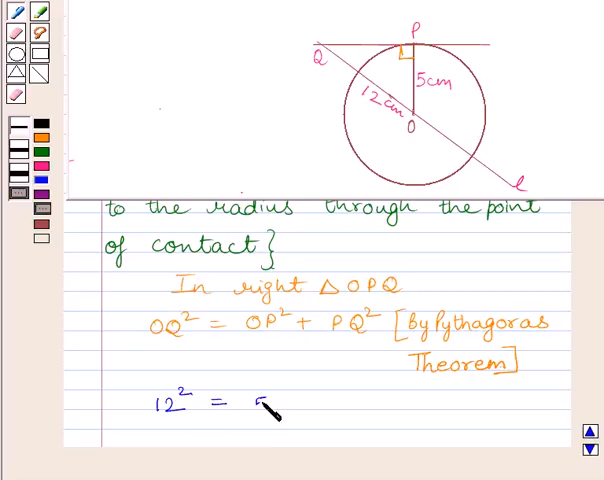 P
Q
5cm
12cm
O
l
to the radius through the point
of contact}
In right △ OPQ
OQ² = OP² + PQ² [By Pythagoras
Theorem]
12² =